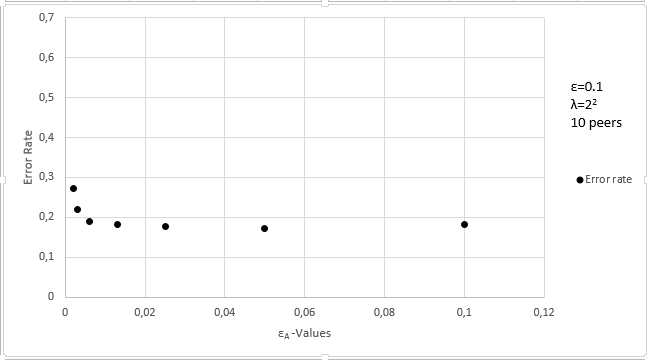 0,7
0,6
0,5
0,4
0,3
0,2
0,1
0
Error Rate
0
0,02
0,04
0,06
0,08
0,1
0,12
εA -Values
ε=0.1
λ=2²
10 peers
Error rate